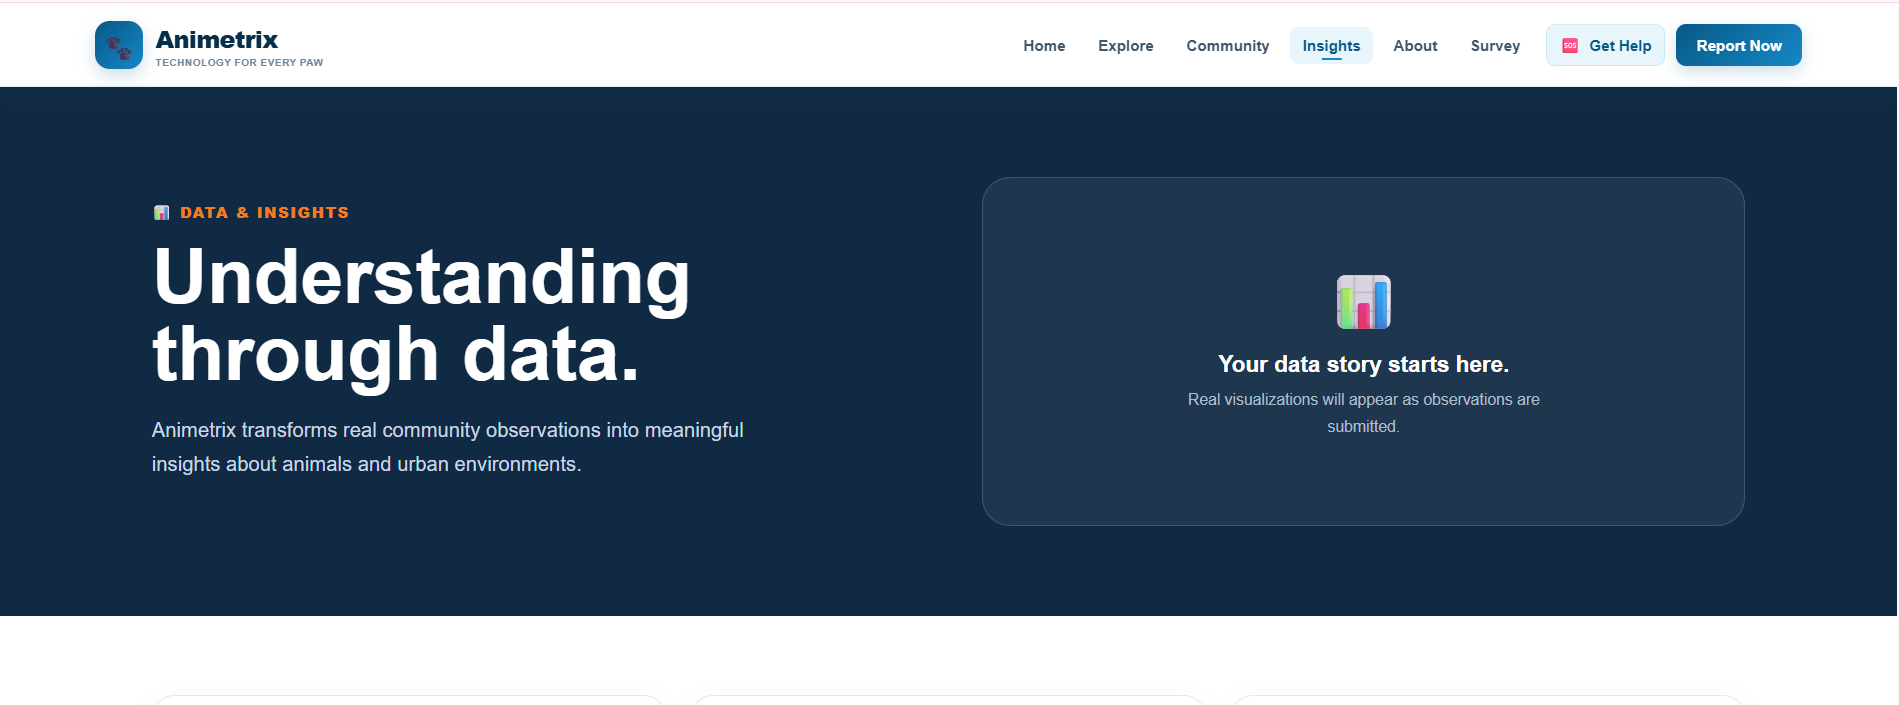 Animetrix
TECHNOLOGY FOR EVERY PAW
Home
Explore
Community
Insights
About
Survey
SOS
Get Help
Report Now
DATA & INSIGHTS
Understanding
through data.
Animetrix transforms real community observations into meaningful
insights about animals and urban environments.
Your data story starts here.
Real visualizations will appear as observations are
submitted.